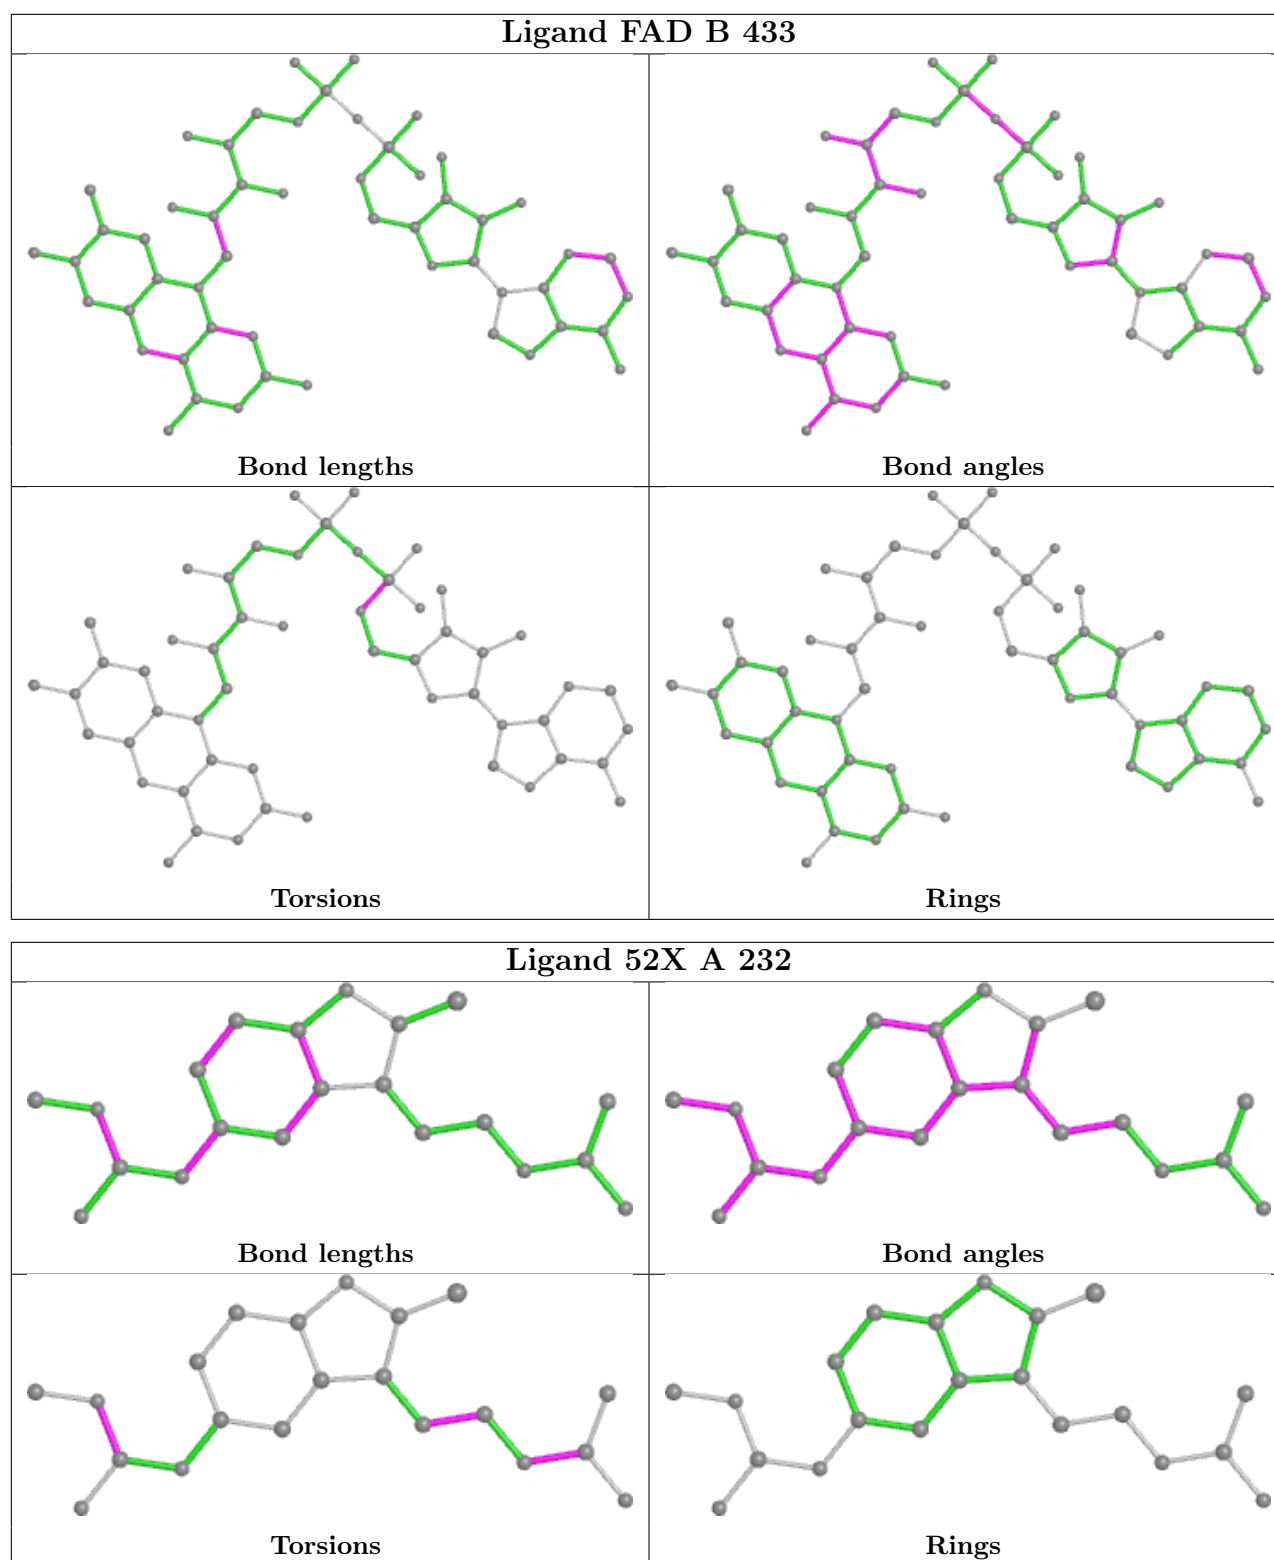 Ligand FAD B 433
Bond lengths
Bond angles
Torsions
Rings
Ligand 52X A 232
Bond lengths
Bond angles
Torsions
Rings